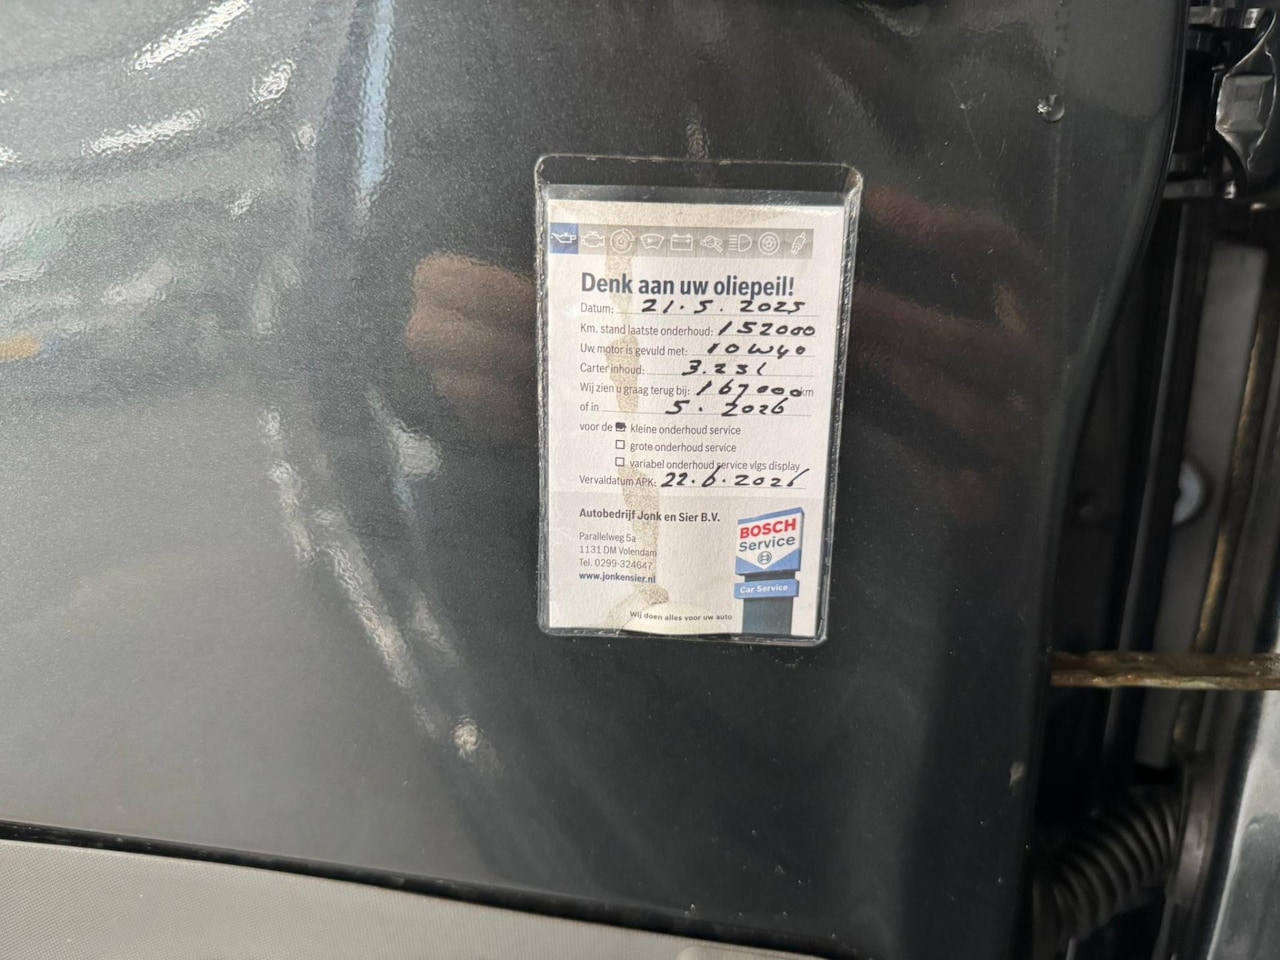 Denk aan uw oliepeil!
Datum: 21.5.2025
Km. stand laatste onderhoud: 152000
Uw motor is gevuld met: 10W40
Carter inhoud: 3.23l
Wij zien u graag terug bij: 167000 km
of in 5.2026
voor de kleine onderhoud service
grote onderhoud service
variabel onderhoud service vlgs display
Vervaldatum APK: 22.6.2026
Autobedrijf Jonk en Sier B.V.
Parallelweg 5a
1131 DM Volendam
Tel. 0299-324647
www.jonkensier.nl
BOSCH
Service
Car Service
Wij doen alles voor uw auto